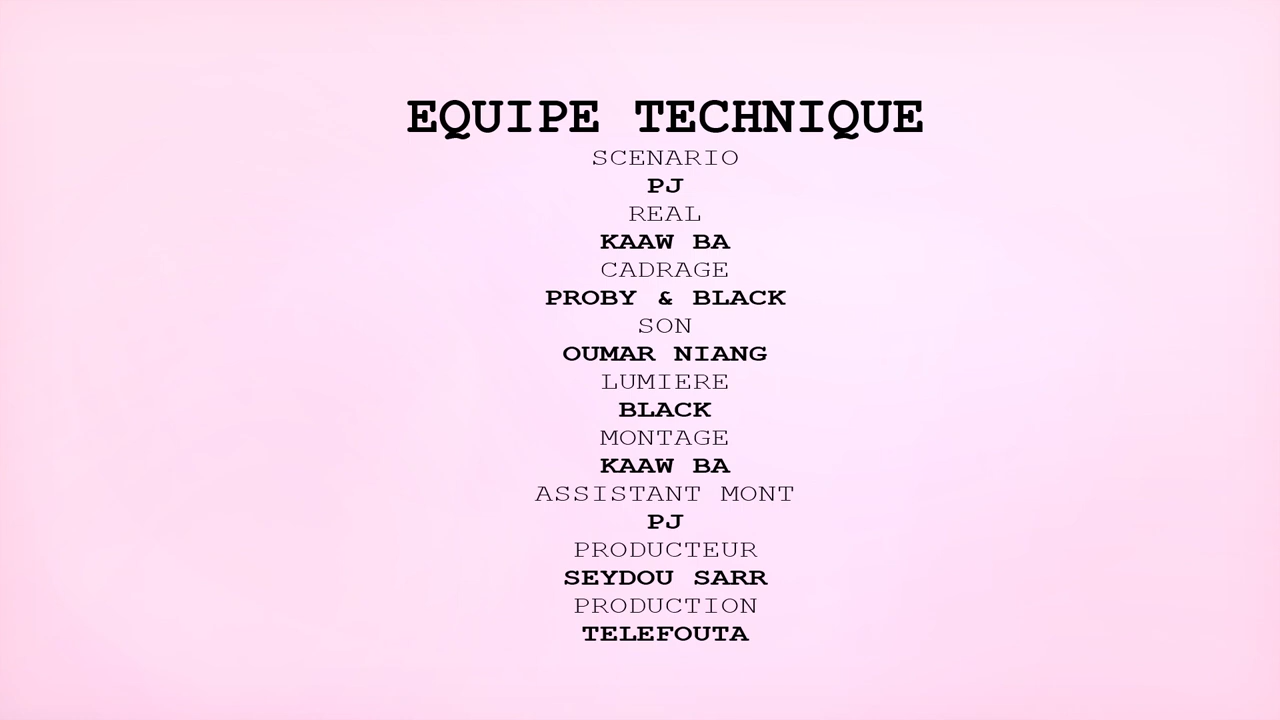 EQUIPE TECHNIQUE
SCENARIO
PJ
REAL
KAAW BA
CADRAGE
PROBY & BLACK
SON
OUMAR NIANG
LUMIERE
BLACK
MONTAGE
KAAW BA
ASSISTANT MONT
PJ
PRODUCTEUR
SEYDOU SARR
PRODUCTION
TELEFOUTA